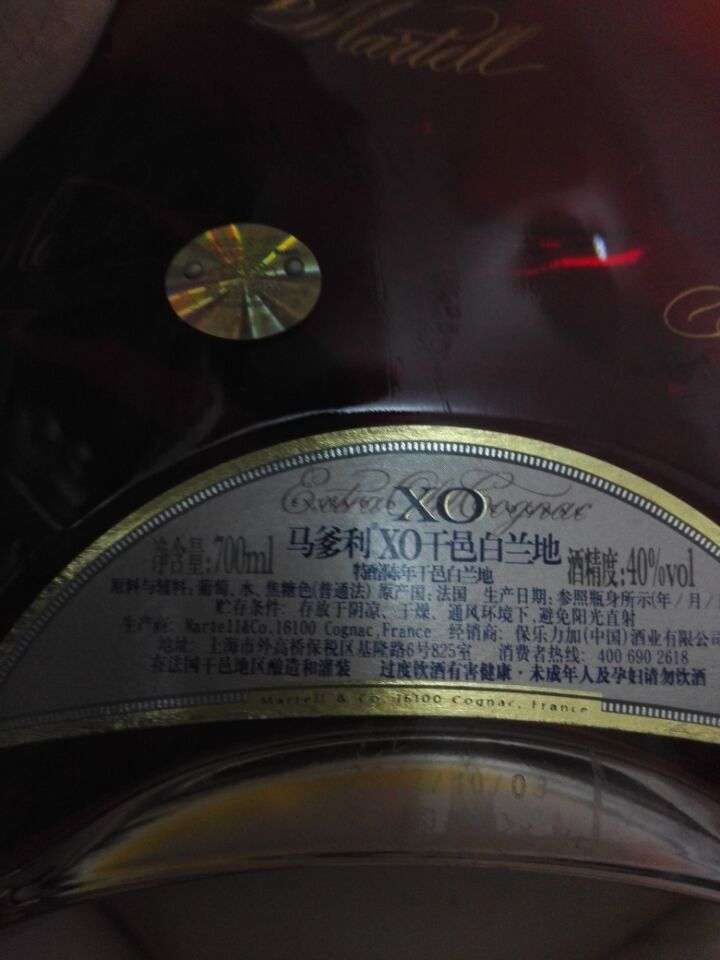 Martell
Extra Old Cognac
XO
净含量:700ml 马爹利XO干邑白兰地 酒精度:40%vol
特醇陈年干邑白兰地
原料与辅料: 葡萄、水、焦糖色(普通法) 原产国: 法国 生产日期: 参照瓶身所示(年/月/
贮存条件: 存放于阴凉、干燥、通风环境下,避免阳光直射
生产商: Martell&Co.16100 Cognac,France 经销商: 保乐力加(中国)酒业有限公司
地址: 上海市外高桥保税区基隆路6号825室 消费者热线: 400 690 2618
在法国干邑地区酿造和灌装 过度饮酒有害健康·未成年人及孕妇请勿饮酒
Martell & Co. 16100 Cognac, France
/10/03